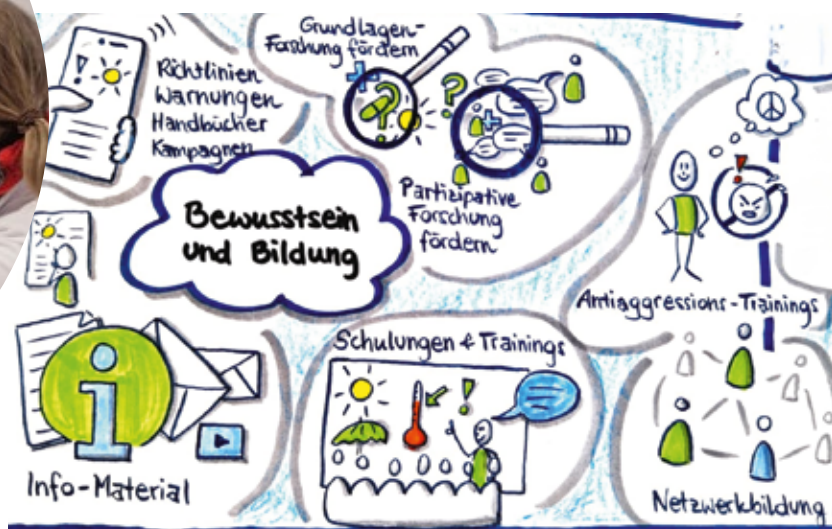 Grundlagen-
Forschung fördern
Richtlinien
Warnungen
Handbücher
Kampagnen
Partizipative
Forschung
fördern
Bewusstsein
und Bildung
Antiaggressions-Trainings
Schulungen & Trainings
Info-Material
Netzwerkbildung